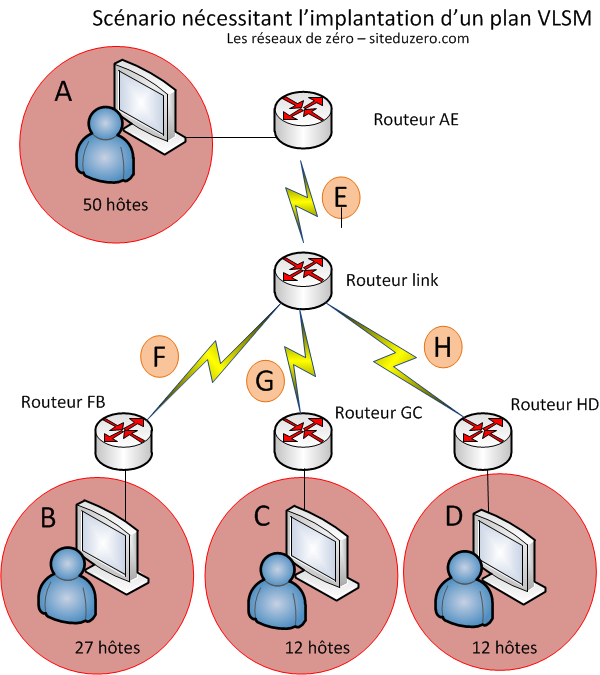 Scénario nécessitant l'implantation d'un plan VLSM
Les réseaux de zéro – siteduzero.com
A
50 hôtes
Routeur AE
E
Routeur link
F
G
H
Routeur FB
Routeur GC
Routeur HD
B
27 hôtes
C
12 hôtes
D
12 hôtes